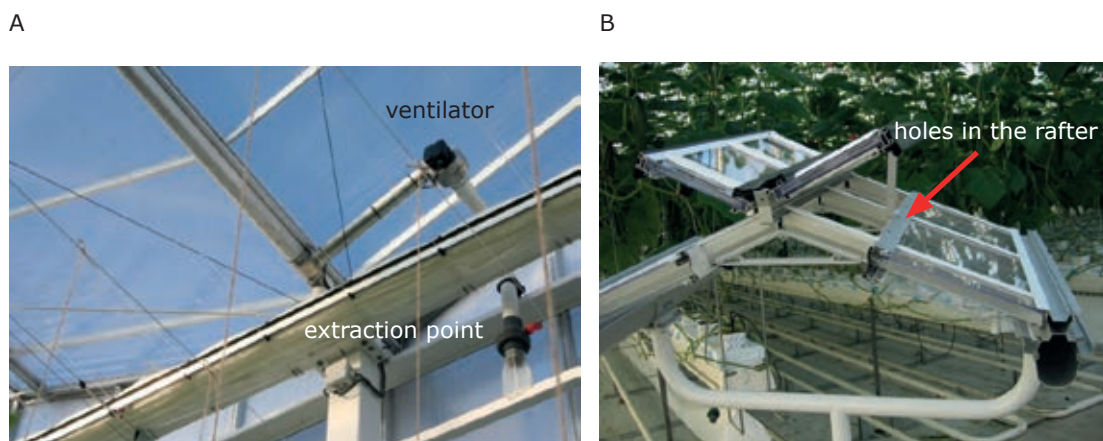 A
B
ventilator
holes in the rafter
extraction point